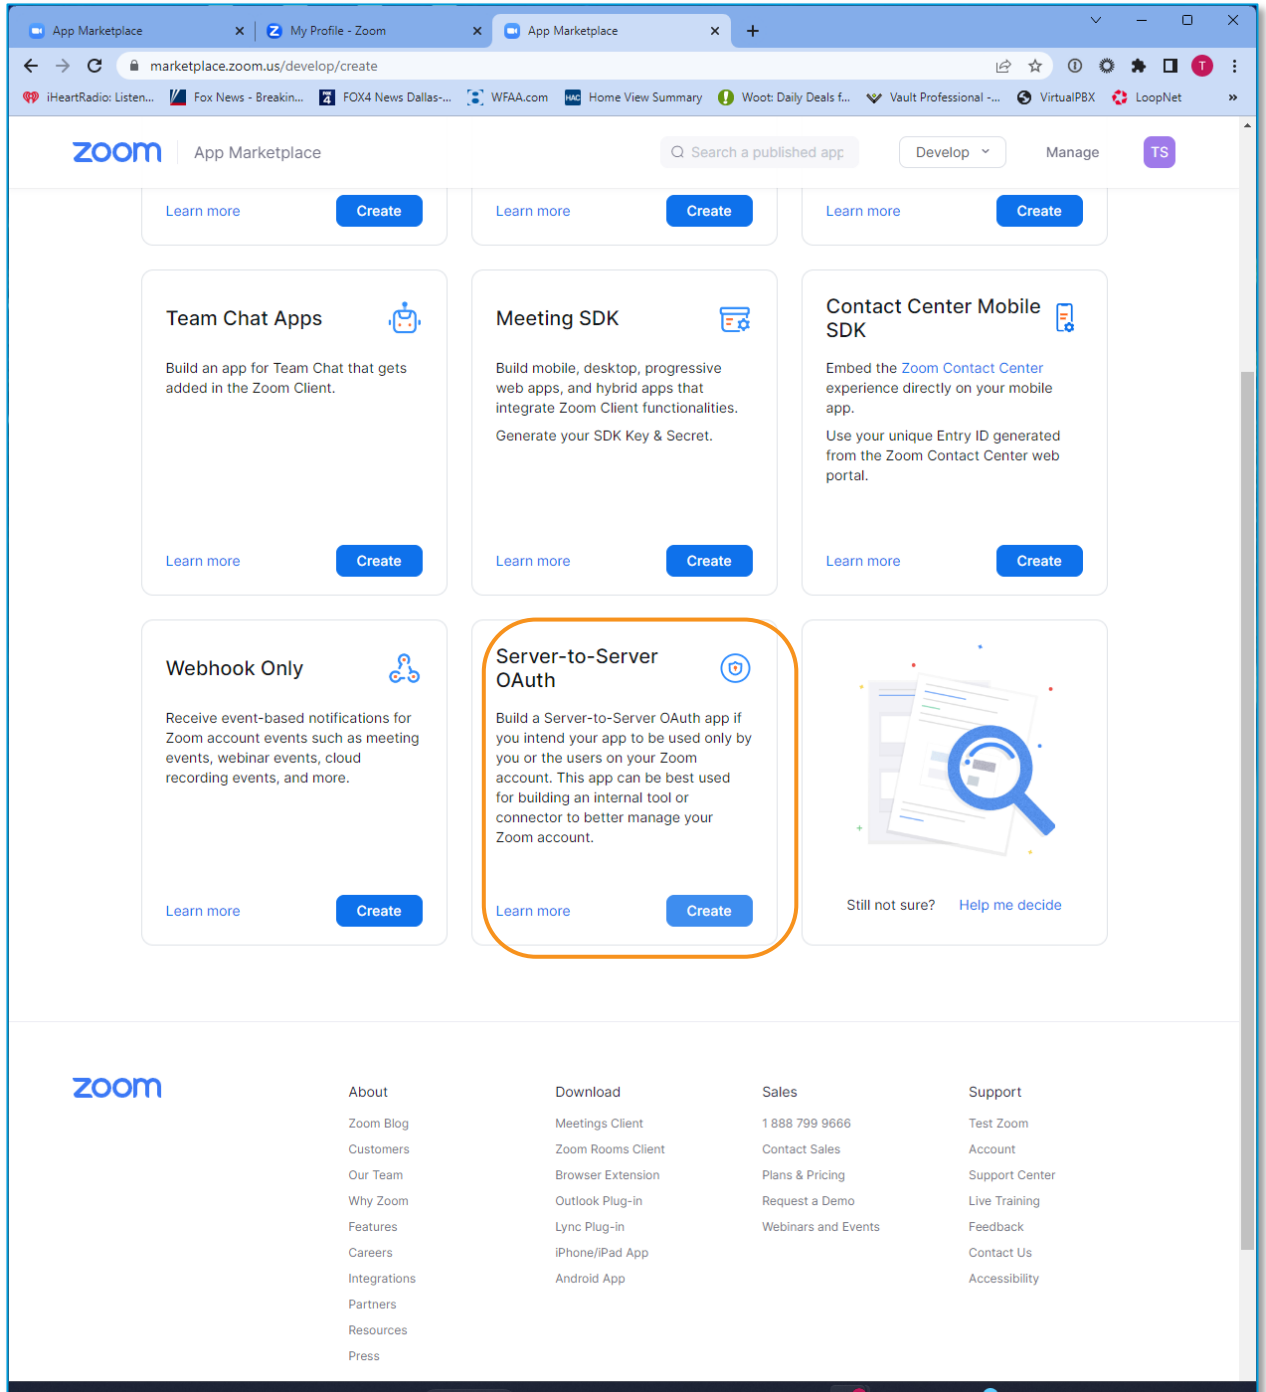 App Marketplace
My Profile - Zoom
App Marketplace
marketplace.zoom.us/develop/create
T
iHeartRadio: Listen...
Fox News - Breakin...
FOX4 News Dallas-...
WFAA.com
HAC
Home View Summary
Woot: Daily Deals f...
Vault Professional -...
VirtualPBX
LoopNet
»
zoom
App Marketplace
Search a published app
Develop
Manage
TS
Learn more
Create
Learn more
Create
Learn more
Create
Team Chat Apps
Build an app for Team Chat that gets
added in the Zoom Client.
Learn more
Create
Meeting SDK
Build mobile, desktop, progressive
web apps, and hybrid apps that
integrate Zoom Client functionalities.
Generate your SDK Key & Secret.
Learn more
Create
Contact Center Mobile
SDK
Embed the Zoom Contact Center
experience directly on your mobile
app.
Use your unique Entry ID generated
from the Zoom Contact Center web
portal.
Learn more
Create
Webhook Only
Receive event-based notifications for
Zoom account events such as meeting
events, webinar events, cloud
recording events, and more.
Learn more
Create
Server-to-Server
OAuth
Build a Server-to-Server OAuth app if
you intend your app to be used only by
you or the users on your Zoom
account. This app can be best used
for building an internal tool or
connector to better manage your
Zoom account.
Learn more
Create
Still not sure?
Help me decide
zoom
About
Zoom Blog
Customers
Our Team
Why Zoom
Features
Careers
Integrations
Partners
Resources
Press
Download
Meetings Client
Zoom Rooms Client
Browser Extension
Outlook Plug-in
Lync Plug-in
iPhone/iPad App
Android App
Sales
1 888 799 9666
Contact Sales
Plans & Pricing
Request a Demo
Webinars and Events
Support
Test Zoom
Account
Support Center
Live Training
Feedback
Contact Us
Accessibility